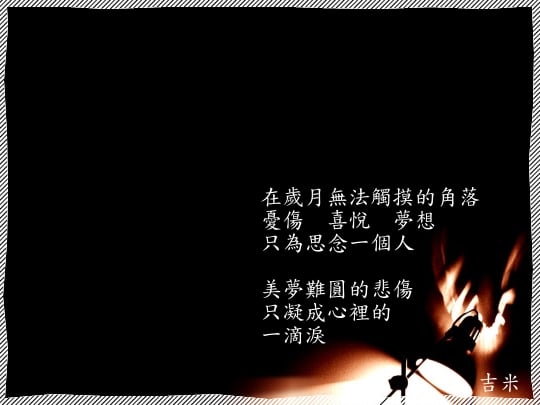 在歲月無法觸摸的角落
憂傷　喜悅　夢想
只為思念一個人
美夢難圓的悲傷
只凝成心裡的
一滴淚
吉米